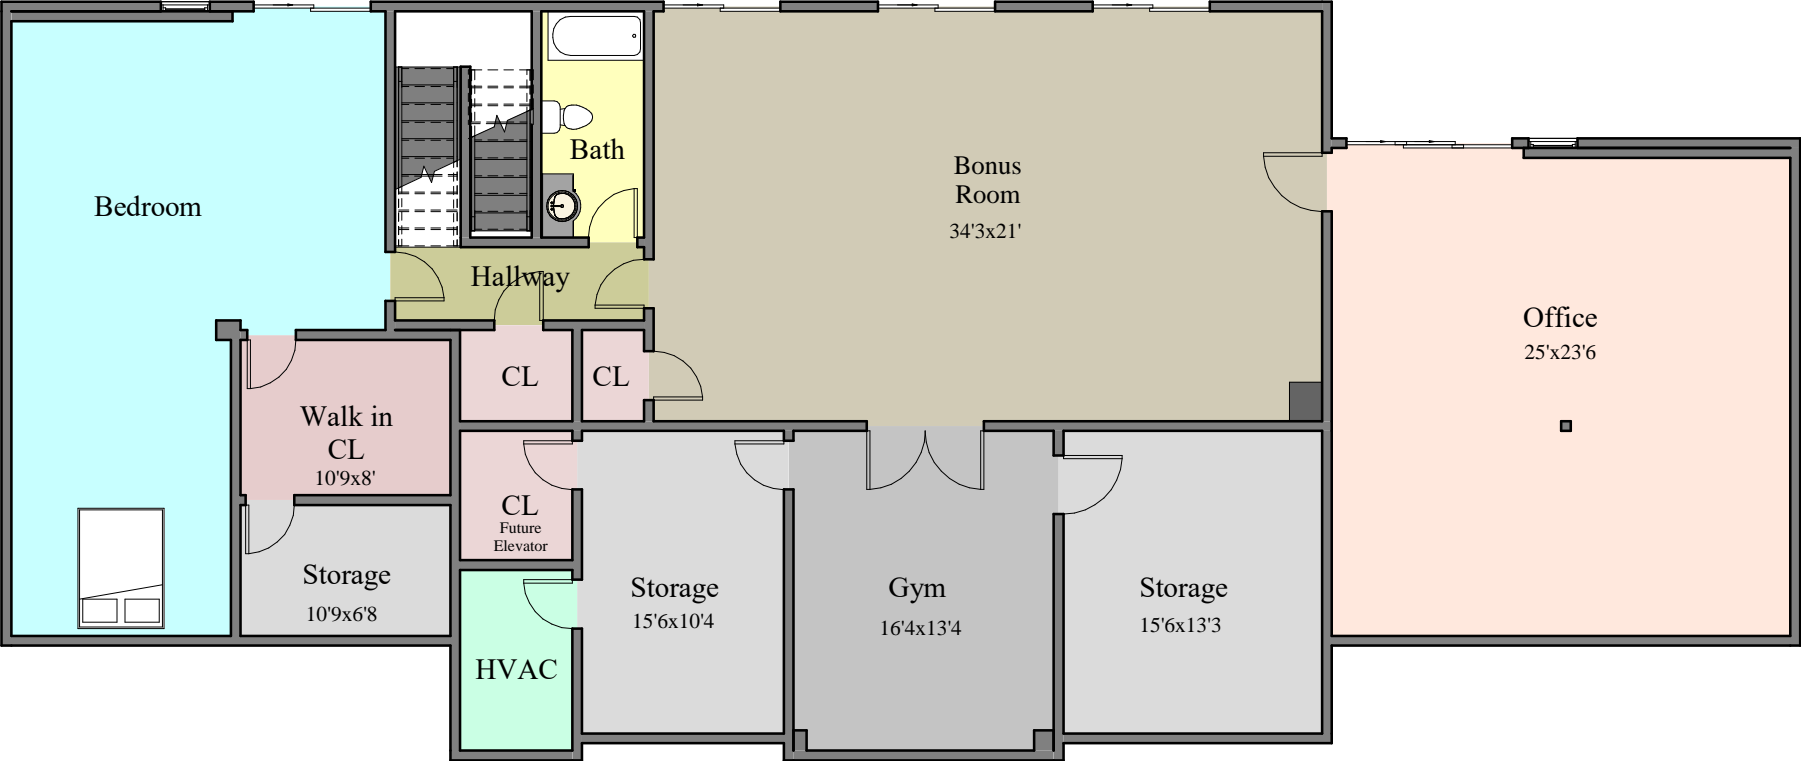 Bedroom
Bath
Bonus
Room
34'3x21'
Hallway
Office
25'x23'6
CL
CL
Walk in
CL
10'9x8'
CL
Future
Elevator
Storage
10'9x6'8
Storage
15'6x10'4
Gym
16'4x13'4
Storage
15'6x13'3
HVAC